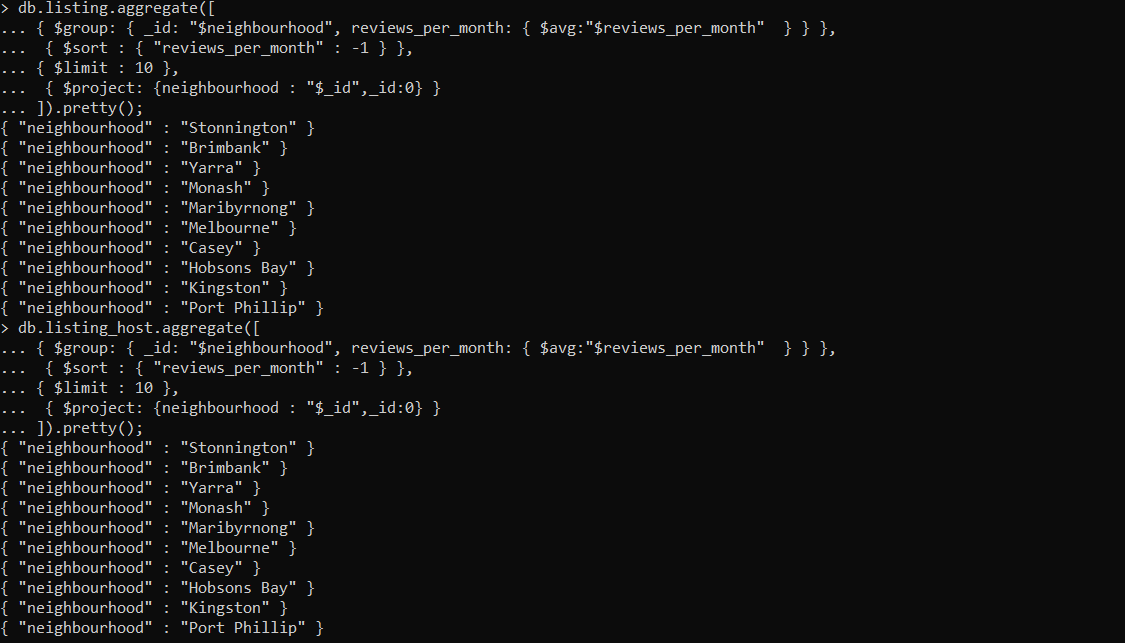 > db.listing.aggregate([
... { $group: { _id: "$neighbourhood", reviews_per_month: { $avg:"$reviews_per_month"  } } },
...  { $sort : { "reviews_per_month" : -1 } },
... { $limit : 10 },
...  { $project: {neighbourhood : "$_id",_id:0} }
... ]).pretty();
{ "neighbourhood" : "Stonnington" }
{ "neighbourhood" : "Brimbank" }
{ "neighbourhood" : "Yarra" }
{ "neighbourhood" : "Monash" }
{ "neighbourhood" : "Maribyrnong" }
{ "neighbourhood" : "Melbourne" }
{ "neighbourhood" : "Casey" }
{ "neighbourhood" : "Hobsons Bay" }
{ "neighbourhood" : "Kingston" }
{ "neighbourhood" : "Port Phillip" }
> db.listing_host.aggregate([
... { $group: { _id: "$neighbourhood", reviews_per_month: { $avg:"$reviews_per_month"  } } },
...  { $sort : { "reviews_per_month" : -1 } },
... { $limit : 10 },
...  { $project: {neighbourhood : "$_id",_id:0} }
... ]).pretty();
{ "neighbourhood" : "Stonnington" }
{ "neighbourhood" : "Brimbank" }
{ "neighbourhood" : "Yarra" }
{ "neighbourhood" : "Monash" }
{ "neighbourhood" : "Maribyrnong" }
{ "neighbourhood" : "Melbourne" }
{ "neighbourhood" : "Casey" }
{ "neighbourhood" : "Hobsons Bay" }
{ "neighbourhood" : "Kingston" }
{ "neighbourhood" : "Port Phillip" }